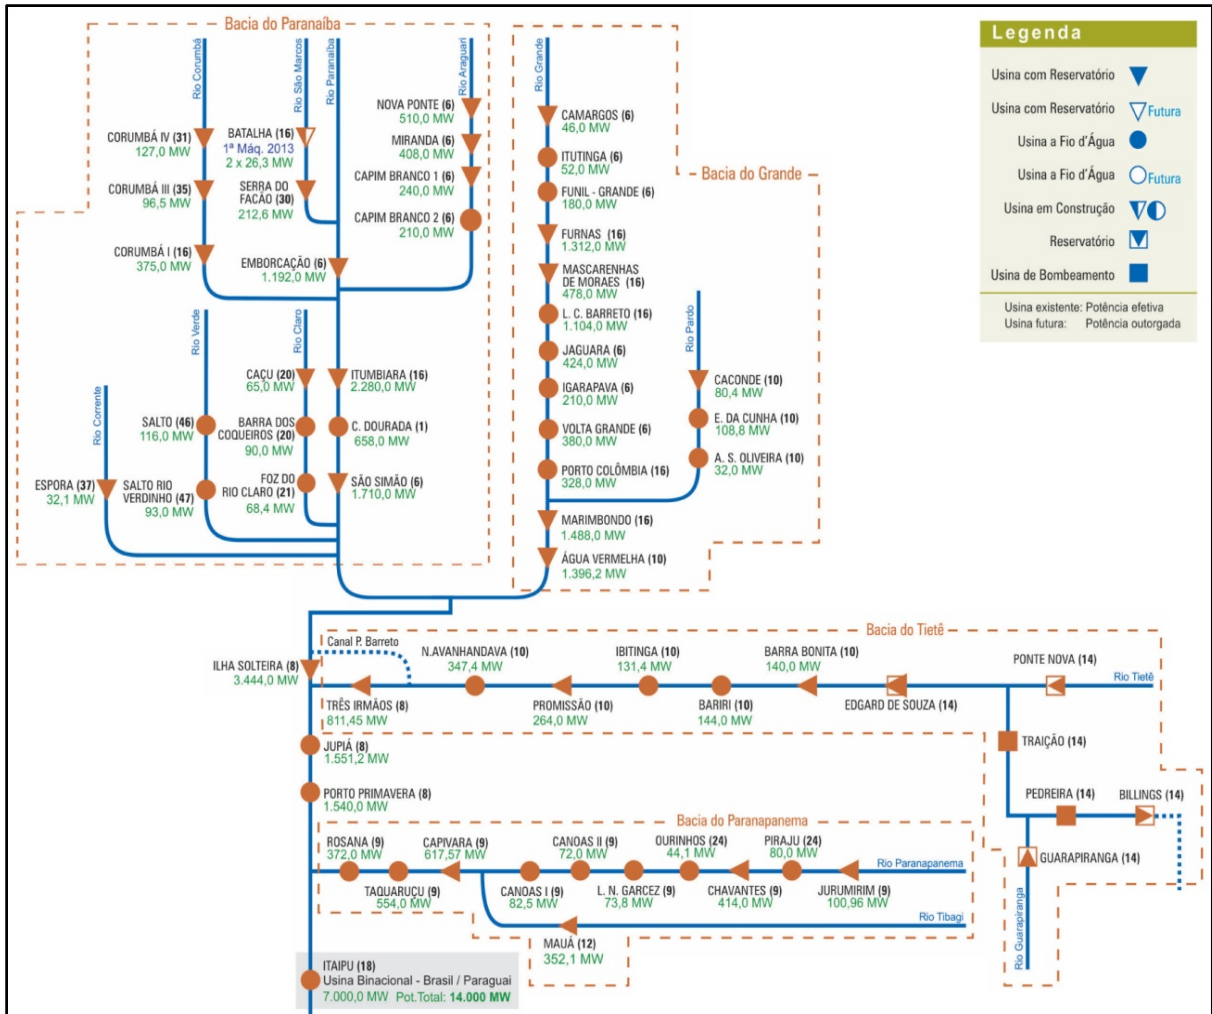 Bacia do Paranaíba
Rio Corumbá
Rio São Marcos
Rio Paranaíba
Rio Araguari
CORUMBÁ IV (31)
127,0 MW
BATALHA (16)
1ª Máq. 2013
2 x 26,3 MW
NOVA PONTE (6)
510,0 MW
MIRANDA (6)
408,0 MW
CORUMBÁ III (35)
96,5 MW
SERRA DO
FACÃO (30)
212,6 MW
CAPIM BRANCO 1 (6)
240,0 MW
CAPIM BRANCO 2 (6)
210,0 MW
CORUMBÁ I (16)
375,0 MW
EMBORCAÇÃO (6)
1.192,0 MW
Rio Verde
Rio Claro
Rio Corrente
CAÇU (20)
65,0 MW
ITUMBIARA (16)
2.280,0 MW
SALTO (46)
116,0 MW
BARRA DOS
COQUEIROS (20)
90,0 MW
C. DOURADA (1)
658,0 MW
ESPORA (37)
32,1 MW
SALTO RIO
VERDINHO (47)
93,0 MW
FOZ DO
RIO CLARO (21)
68,4 MW
SÃO SIMÃO (6)
1.710,0 MW
Bacia do Grande
Rio Grande
CAMARGOS (6)
46,0 MW
ITUTINGA (6)
52,0 MW
FUNIL - GRANDE (6)
180,0 MW
FURNAS (16)
1.312,0 MW
MASCARENHAS
DE MORAES (16)
478,0 MW
L. C. BARRETO (16)
1.104,0 MW
JAGUARA (6)
424,0 MW
IGARAPAVA (6)
210,0 MW
VOLTA GRANDE (6)
380,0 MW
PORTO COLÔMBIA (16)
328,0 MW
Rio Pardo
CACONDE (10)
80,4 MW
E. DA CUNHA (10)
108,8 MW
A. S. OLIVEIRA (10)
32,0 MW
MARIMBONDO (16)
1.488,0 MW
ÁGUA VERMELHA (10)
1.396,2 MW
Legenda
Usina com Reservatório
Usina com Reservatório Futura
Usina a Fio d'Água
Usina a Fio d'Água Futura
Usina em Construção
Reservatório
Usina de Bombeamento
Usina existente: Potência efetiva
Usina futura: Potência outorgada
Bacia do Tietê
Canal P. Barreto
ILHA SOLTEIRA (8)
3.444,0 MW
N.AVANHANDAVA (10)
347,4 MW
IBITINGA (10)
131,4 MW
BARRA BONITA (10)
140,0 MW
PONTE NOVA (14)
Rio Tietê
TRÊS IRMÃOS (8)
811,45 MW
PROMISSÃO (10)
264,0 MW
BARIRI (10)
144,0 MW
EDGARD DE SOUZA (14)
JUPIÁ (8)
1.551,2 MW
TRAIÇÃO (14)
PORTO PRIMAVERA (8)
1.540,0 MW
PEDREIRA (14)
BILLINGS (14)
GUARAPIRANGA (14)
Rio Guarapiranga
Bacia do Paranapanema
ROSANA (9)
372,0 MW
CAPIVARA (9)
617,57 MW
CANOAS II (9)
72,0 MW
OURINHOS (24)
44,1 MW
PIRAJU (24)
80,0 MW
Rio Paranapanema
TAQUARUÇU (9)
554,0 MW
CANOAS I (9)
82,5 MW
L. N. GARCEZ (9)
73,8 MW
CHAVANTES (9)
414,0 MW
JURUMIRIM (9)
100,96 MW
Rio Tibagi
MAUÁ (12)
352,1 MW
ITAIPU (18)
Usina Binacional - Brasil / Paraguai
7.000,0 MW Pot.Total: 14.000 MW